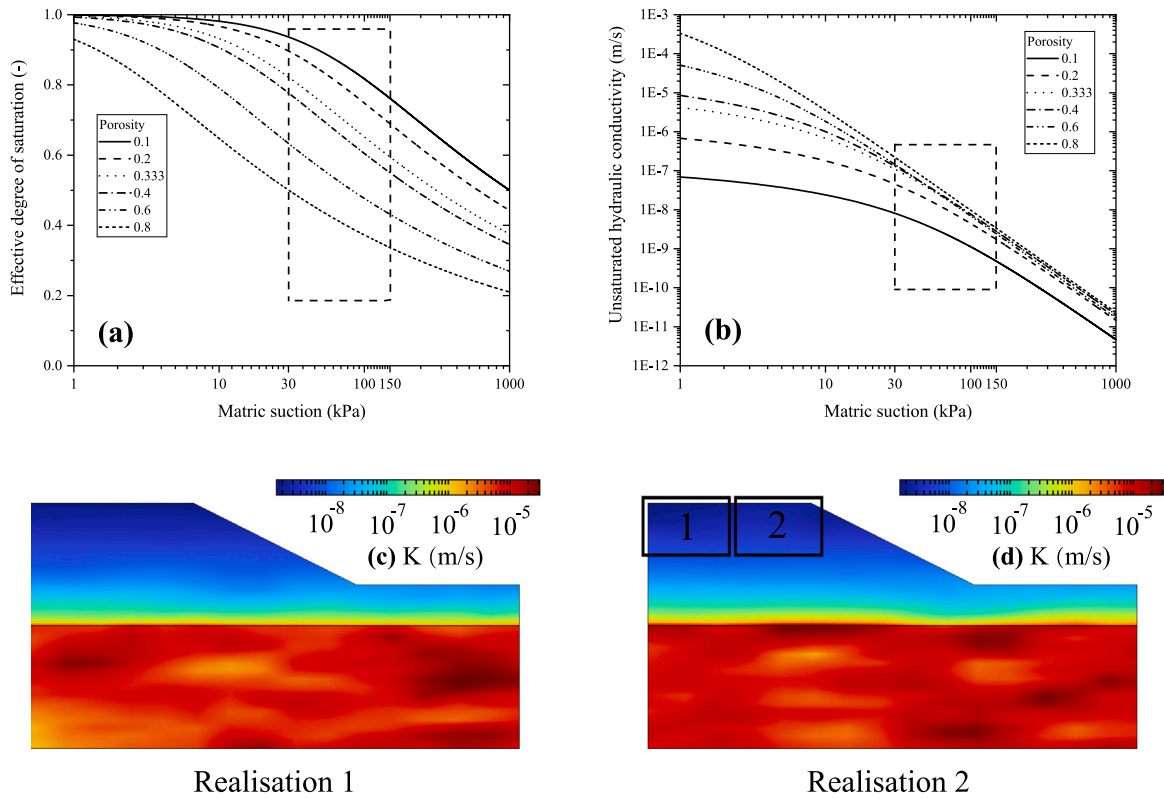 1.0
0.8
0.6
0.4
0.2
0.0
Effective degree of saturation (-)
Porosity
0.1
0.2
0.333
0.4
0.6
0.8
(a)
1 10 30 100 150 1000
Matric suction (kPa)
1E-3
1E-4
1E-5
1E-6
1E-7
1E-8
1E-9
1E-10
1E-11
1E-12
Unsaturated hydraulic conductivity (m/s)
Porosity
0.1
0.2
0.333
0.4
0.6
0.8
(b)
1 10 30 100 150 1000
Matric suction (kPa)
10⁻⁸ 10⁻⁷ 10⁻⁶ 10⁻⁵
(c) K (m/s)
Realisation 1
1 2
10⁻⁸ 10⁻⁷ 10⁻⁶ 10⁻⁵
(d) K (m/s)
Realisation 2